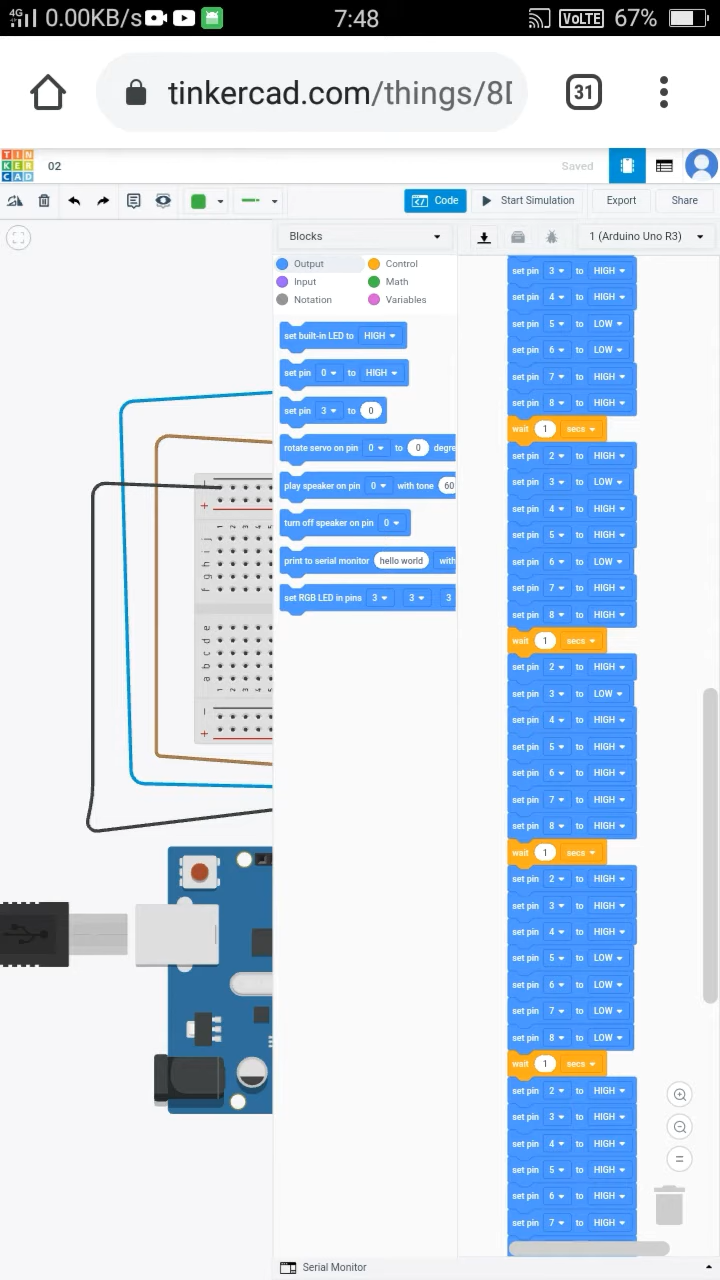 4G 0.00KB/s 7:48 VoLTE 67%
tinkercad.com/things/8
31
TIN
KER
CAD
02 Saved
Code Start Simulation Export Share
Blocks 1 (Arduino Uno R3)
Output Control
Input Math
Notation Variables
set built-in LED to HIGH
set pin 0 to HIGH
set pin 3 to 0
rotate servo on pin 0 to 0 degre
play speaker on pin 0 with tone 60
turn off speaker on pin 0
print to serial monitor hello world with
set RGB LED in pins 3 3 3
set pin 3 to HIGH
set pin 4 to HIGH
set pin 5 to LOW
set pin 6 to LOW
set pin 7 to HIGH
set pin 8 to HIGH
wait 1 secs
set pin 2 to HIGH
set pin 3 to LOW
set pin 4 to HIGH
set pin 5 to HIGH
set pin 6 to LOW
set pin 7 to HIGH
set pin 8 to HIGH
wait 1 secs
set pin 2 to HIGH
set pin 3 to LOW
set pin 4 to HIGH
set pin 5 to HIGH
set pin 6 to HIGH
set pin 7 to HIGH
set pin 8 to HIGH
wait 1 secs
set pin 2 to HIGH
set pin 3 to HIGH
set pin 4 to HIGH
set pin 5 to LOW
set pin 6 to LOW
set pin 7 to LOW
set pin 8 to LOW
wait 1 secs
set pin 2 to HIGH
set pin 3 to HIGH
set pin 4 to HIGH
set pin 5 to HIGH
set pin 6 to HIGH
set pin 7 to HIGH
1 2 3 4 5
j
i
h
g
f
e
d
c
b
a
1 2 3 4 5
Serial Monitor